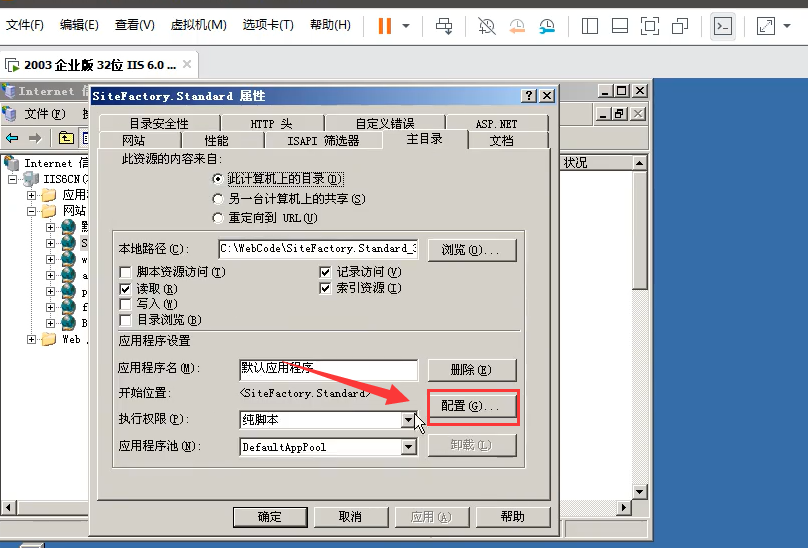 文件(F) 编辑(E) 查看(V) 虚拟机(M) 选项卡(T) 帮助(H)
2003 企业版 32位 IIS 6.0 ...
Internet
SiteFactory.Standard 属性
文件(F)
目录安全性 HTTP 头 自定义错误 ASP.NET
网站 性能 ISAPI 筛选器 主目录 文档
Internet 信
状况
此资源的内容来自:
IIS6CN(
此计算机上的目录(D)
应用
另一台计算机上的共享(S)
网站
重定向到 URL(U)
默
S
w
a
p
f
B
Web
本地路径(C): C:\WebCode\SiteFactory.Standard_3 浏览(O)...
脚本资源访问(T) 记录访问(V)
读取(R) 索引资源(I)
写入(W)
目录浏览(B)
应用程序设置
应用程序名(M): 默认应用程序 删除(E)
开始位置: <SiteFactory.Standard> 配置(G)...
执行权限(P): 纯脚本
应用程序池(N): DefaultAppPool 卸载(L)
确定 取消 应用(A) 帮助